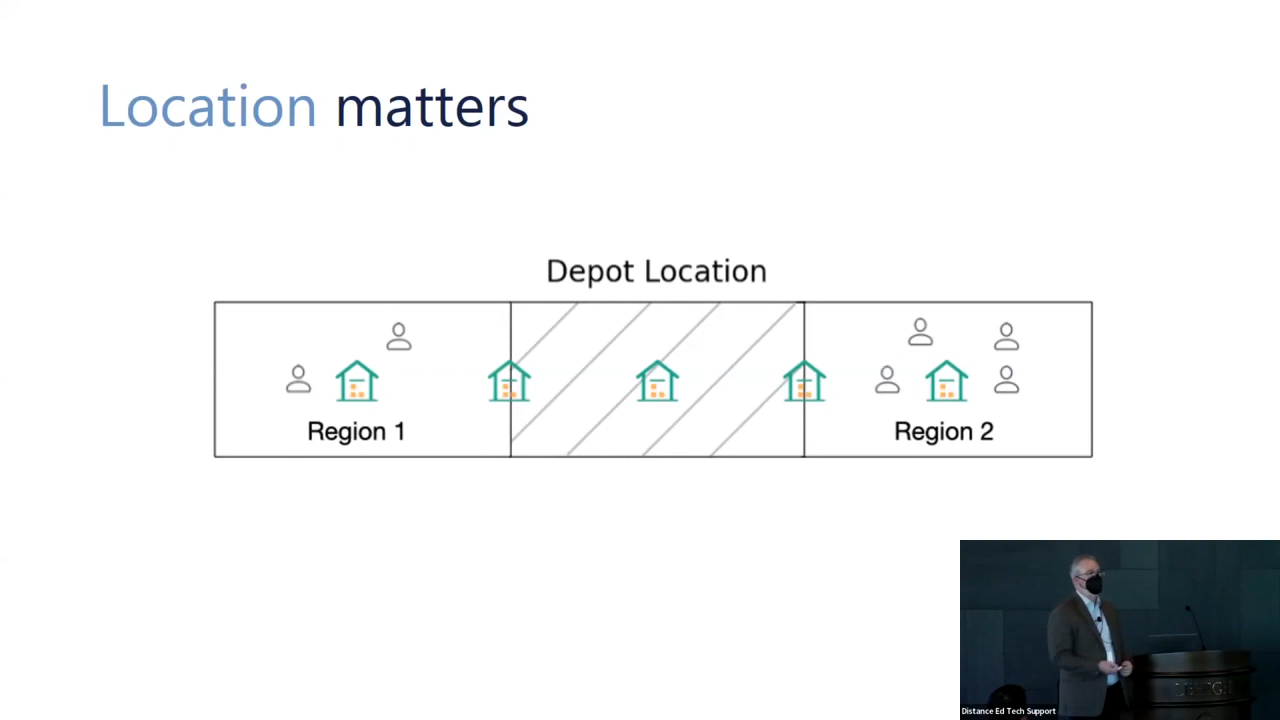 Location matters
Depot Location
Region 1
Region 2
Distance Ed Tech Support